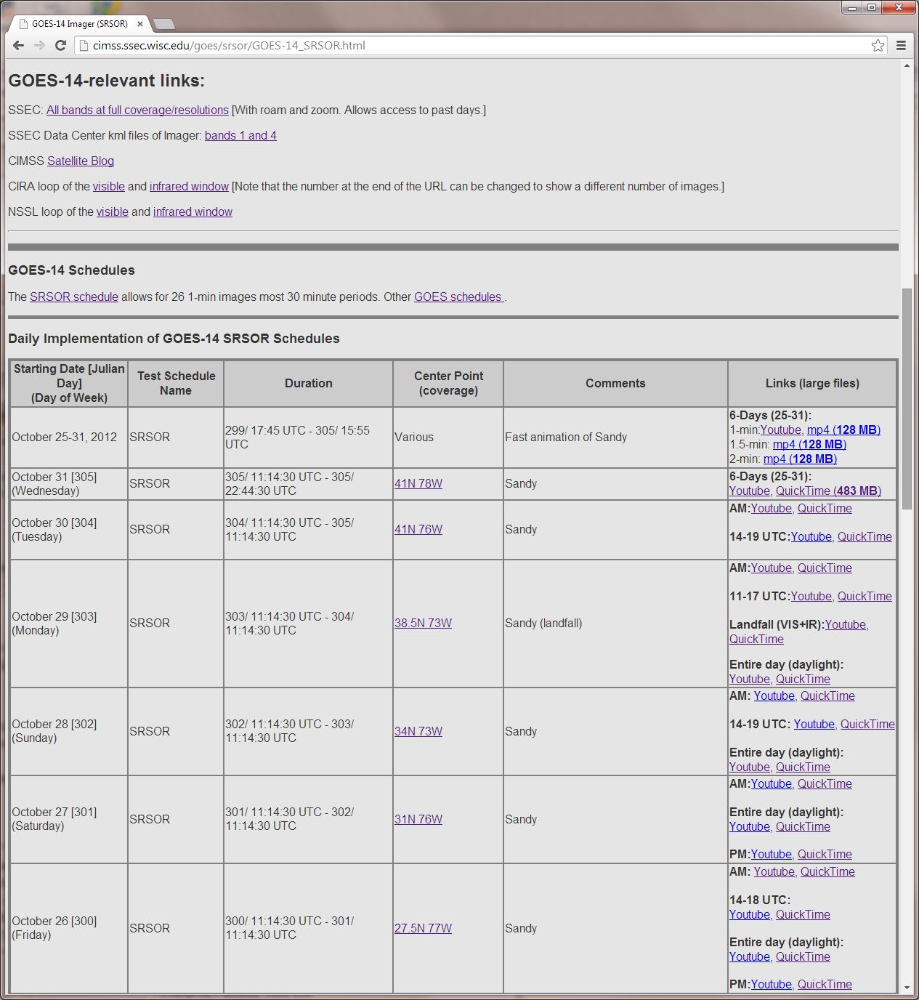 GOES-14 Imager (SRSOR)
cimss.ssec.wisc.edu/goes/srsor/GOES-14_SRSOR.html
GOES-14-relevant links:
SSEC: All bands at full coverage/resolutions [With roam and zoom. Allows access to past days.]
SSEC Data Center kml files of Imager: bands 1 and 4
CIMSS Satellite Blog
CIRA loop of the visible and infrared window [Note that the number at the end of the URL can be changed to show a different number of images.]
NSSL loop of the visible and infrared window
GOES-14 Schedules
The SRSOR schedule allows for 26 1-min images most 30 minute periods. Other GOES schedules .
Daily Implementation of GOES-14 SRSOR Schedules
Starting Date [Julian
Day]
(Day of Week)
Test Schedule
Name
Duration
Center Point
(coverage)
Comments
Links (large files)
October 25-31, 2012
SRSOR
299/ 17:45 UTC - 305/ 15:55
UTC
Various
Fast animation of Sandy
6-Days (25-31):
1-min:Youtube, mp4 (128 MB)
1.5-min: mp4 (128 MB)
2-min: mp4 (128 MB)
October 31 [305]
(Wednesday)
SRSOR
305/ 11:14:30 UTC - 305/
22:44:30 UTC
41N 78W
Sandy
6-Days (25-31):
Youtube, QuickTime (483 MB)
October 30 [304]
(Tuesday)
SRSOR
304/ 11:14:30 UTC - 305/
11:14:30 UTC
41N 76W
Sandy
AM:Youtube, QuickTime
14-19 UTC:Youtube, QuickTime
October 29 [303]
(Monday)
SRSOR
303/ 11:14:30 UTC - 304/
11:14:30 UTC
38.5N 73W
Sandy (landfall)
AM:Youtube, QuickTime
11-17 UTC:Youtube, QuickTime
Landfall (VIS+IR):Youtube,
QuickTime
Entire day (daylight):
Youtube, QuickTime
October 28 [302]
(Sunday)
SRSOR
302/ 11:14:30 UTC - 303/
11:14:30 UTC
34N 73W
Sandy
AM: Youtube, QuickTime
14-19 UTC: Youtube, QuickTime
Entire day (daylight):
Youtube, QuickTime
October 27 [301]
(Saturday)
SRSOR
301/ 11:14:30 UTC - 302/
11:14:30 UTC
31N 76W
Sandy
AM:Youtube, QuickTime
Entire day (daylight):
Youtube, QuickTime
PM:Youtube, QuickTime
October 26 [300]
(Friday)
SRSOR
300/ 11:14:30 UTC - 301/
11:14:30 UTC
27.5N 77W
Sandy
AM: Youtube, QuickTime
14-18 UTC:
Youtube, QuickTime
Entire day (daylight):
Youtube, QuickTime
PM:Youtube, QuickTime